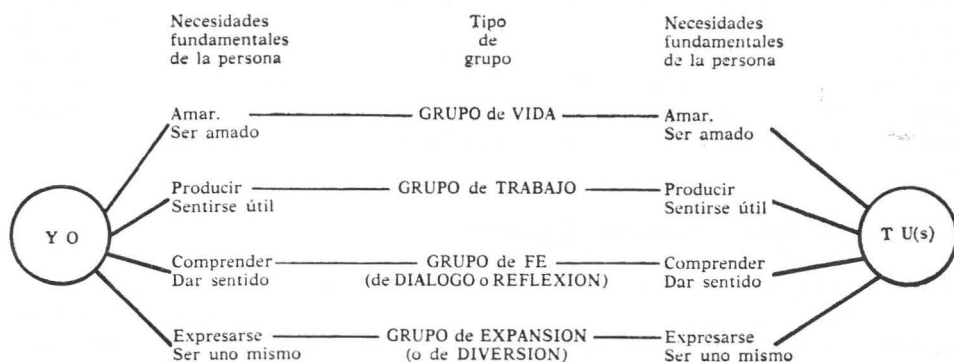 Necesidades fundamentales de la persona
Tipo de grupo
Necesidades fundamentales de la persona
Amar.
Ser amado
GRUPO de VIDA
Amar.
Ser amado
Producir
Sentirse útil
GRUPO de TRABAJO
Producir
Sentirse útil
Y O
T U(s)
Comprender
Dar sentido
GRUPO de FE
(de DIALOGO o REFLEXION)
Comprender
Dar sentido
Expresarse
Ser uno mismo
GRUPO de EXPANSION
(o de DIVERSION)
Expresarse
Ser uno mismo